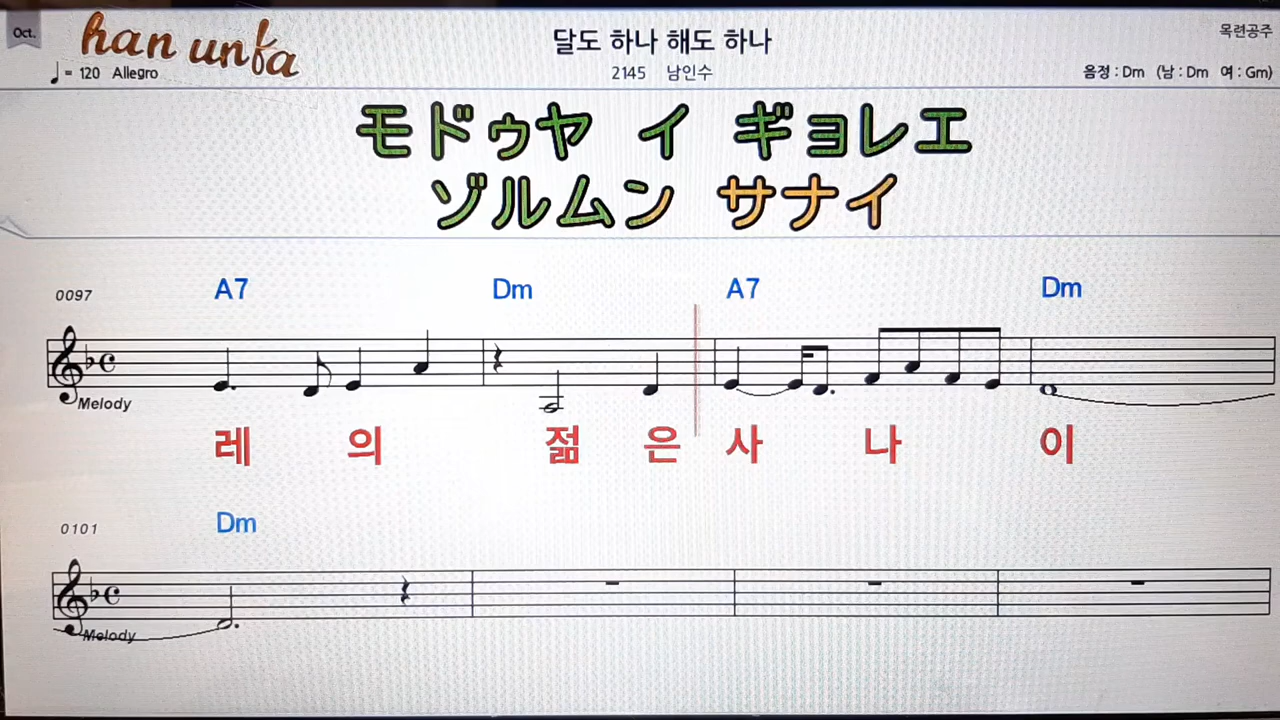 Oct.
han unfa
달도 하나 해도 하나
목련공주
♩ = 120 Allegro
2145 남인수
음정 : Dm (남 : Dm 여 : Gm)
モドゥヤ イ ギョレエ
ゾルムン サナイ
0097
A7 Dm A7 Dm
Melody
레 의 젊 은 사 나 이
0101
Dm
Melody